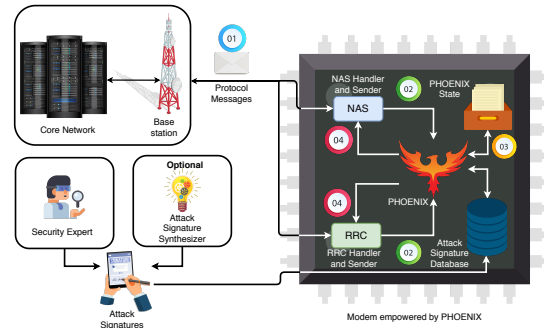 01
Protocol
Messages
Core Network
Base
station
Optional
Attack
Signature
Synthesizer
Security Expert
Attack
Signatures
NAS Handler
and Sender
NAS
02
PHOENIX
State
04
03
PHOENIX
04
RRC
RRC Handler
and Sender
02
Attack
Signature
Database
Modem empowered by PHOENIX